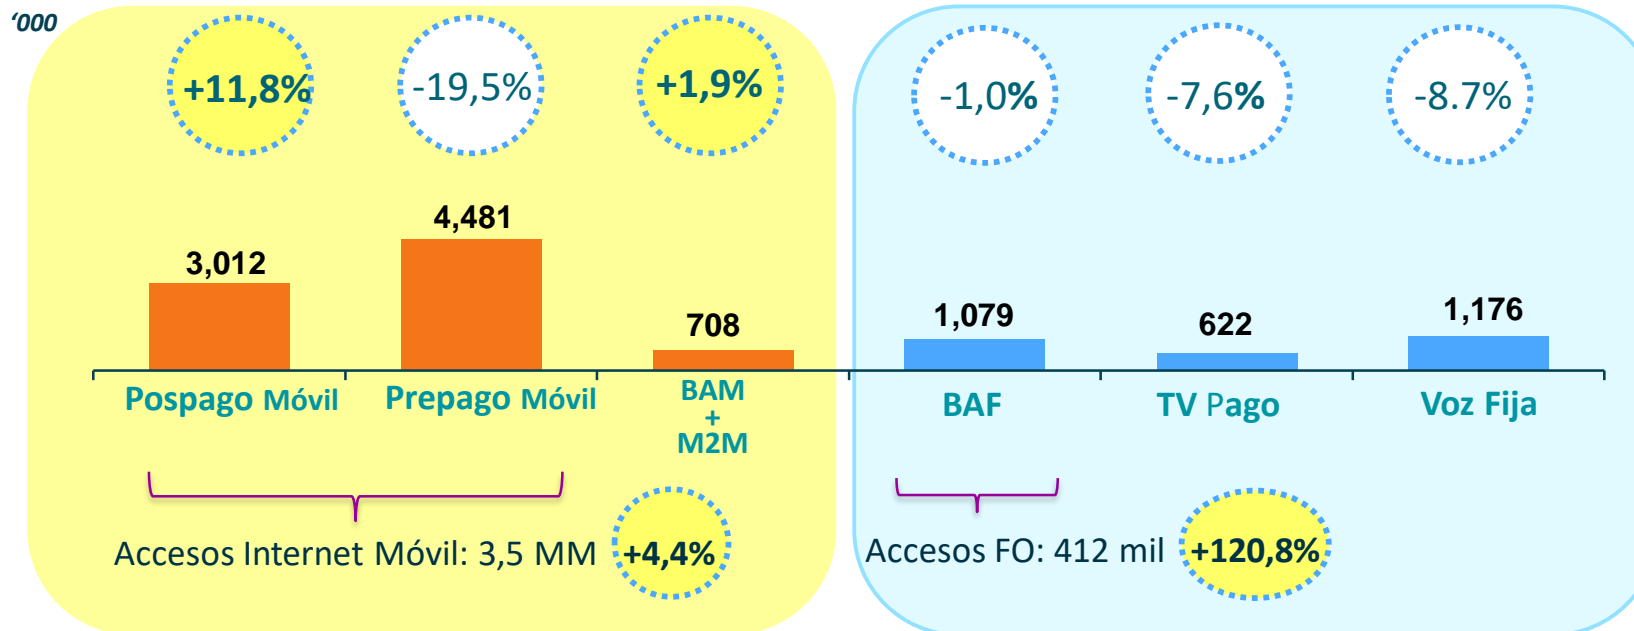 ‘000
+11,8%
-19,5%
+1,9%
-1,0%
-7,6%
-8.7%
3,012
4,481
708
1,079
622
1,176
Pospago Móvil
Prepago Móvil
BAM
+
M2M
BAF
TV Pago
Voz Fija
Accesos Internet Móvil: 3,5 MM
+4,4%
Accesos FO: 412 mil
+120,8%